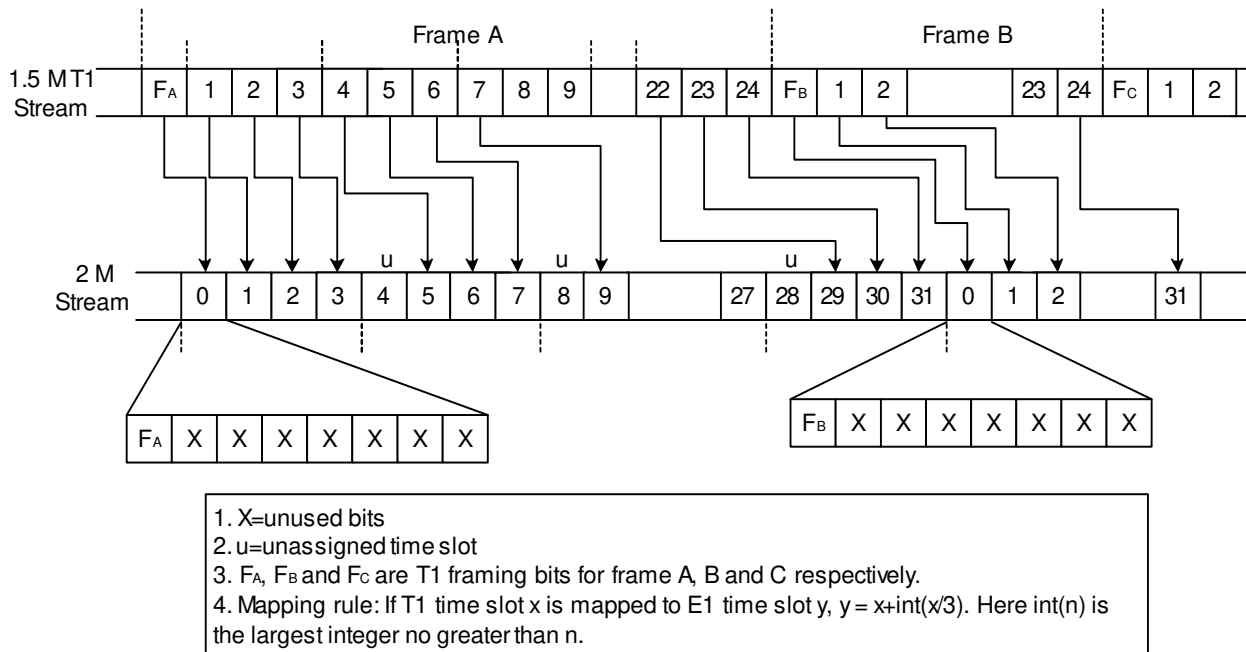 Frame A Frame B
1.5 M T1
Stream
FA 1 2 3 4 5 6 7 8 9 22 23 24 FB 1 2 23 24 FC 1 2
u u u
2 M
Stream
0 1 2 3 4 5 6 7 8 9 27 28 29 30 31 0 1 2 31
FA X X X X X X X
FB X X X X X X X
1. X=unused bits
2. u=unassigned time slot
3. FA, FB and FC are T1 framing bits for frame A, B and C respectively.
4. Mapping rule: If T1 time slot x is mapped to E1 time slot y, y = x+int(x/3). Here int(n) is
the largest integer no greater than n.